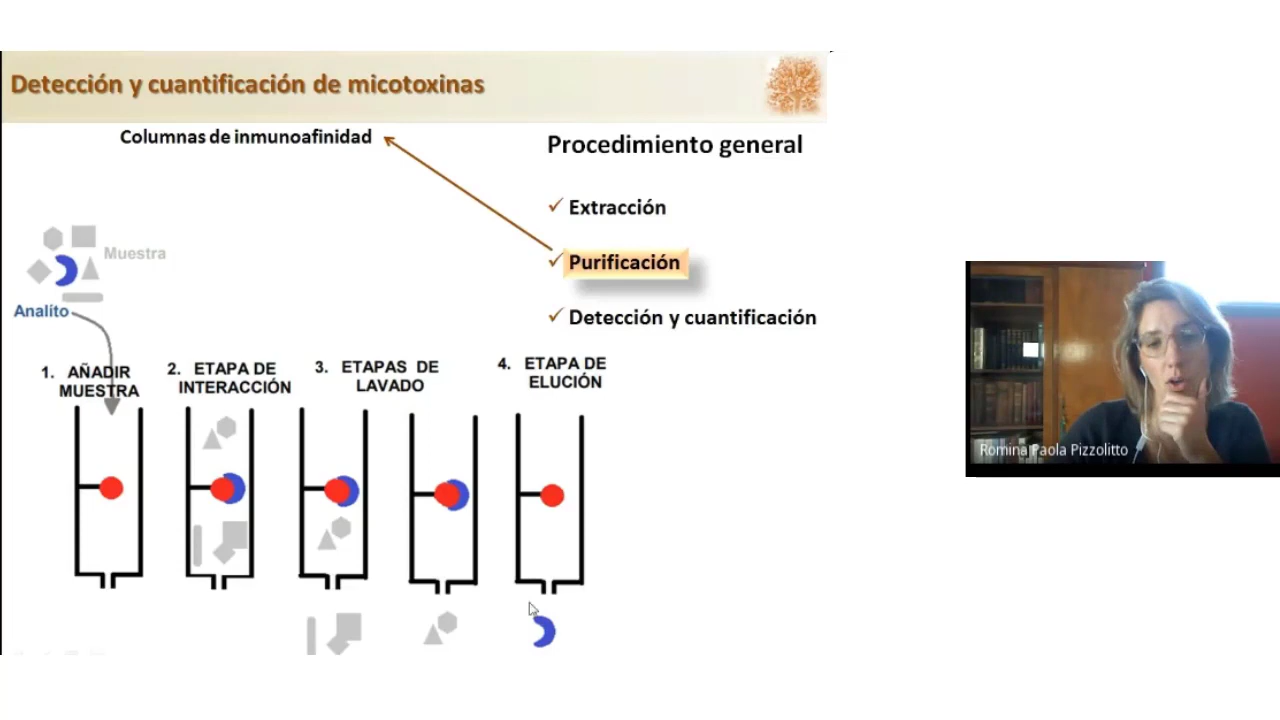 Detección y cuantificación de micotoxinas
Columnas de inmunoafinidad
Procedimiento general
✓ Extracción
✓ Purificación
✓ Detección y cuantificación
Muestra
Analito
1. AÑADIR
MUESTRA
2. ETAPA DE
INTERACCIÓN
3. ETAPAS DE
LAVADO
4. ETAPA DE
ELUCIÓN
Romina Paola Pizzolitto